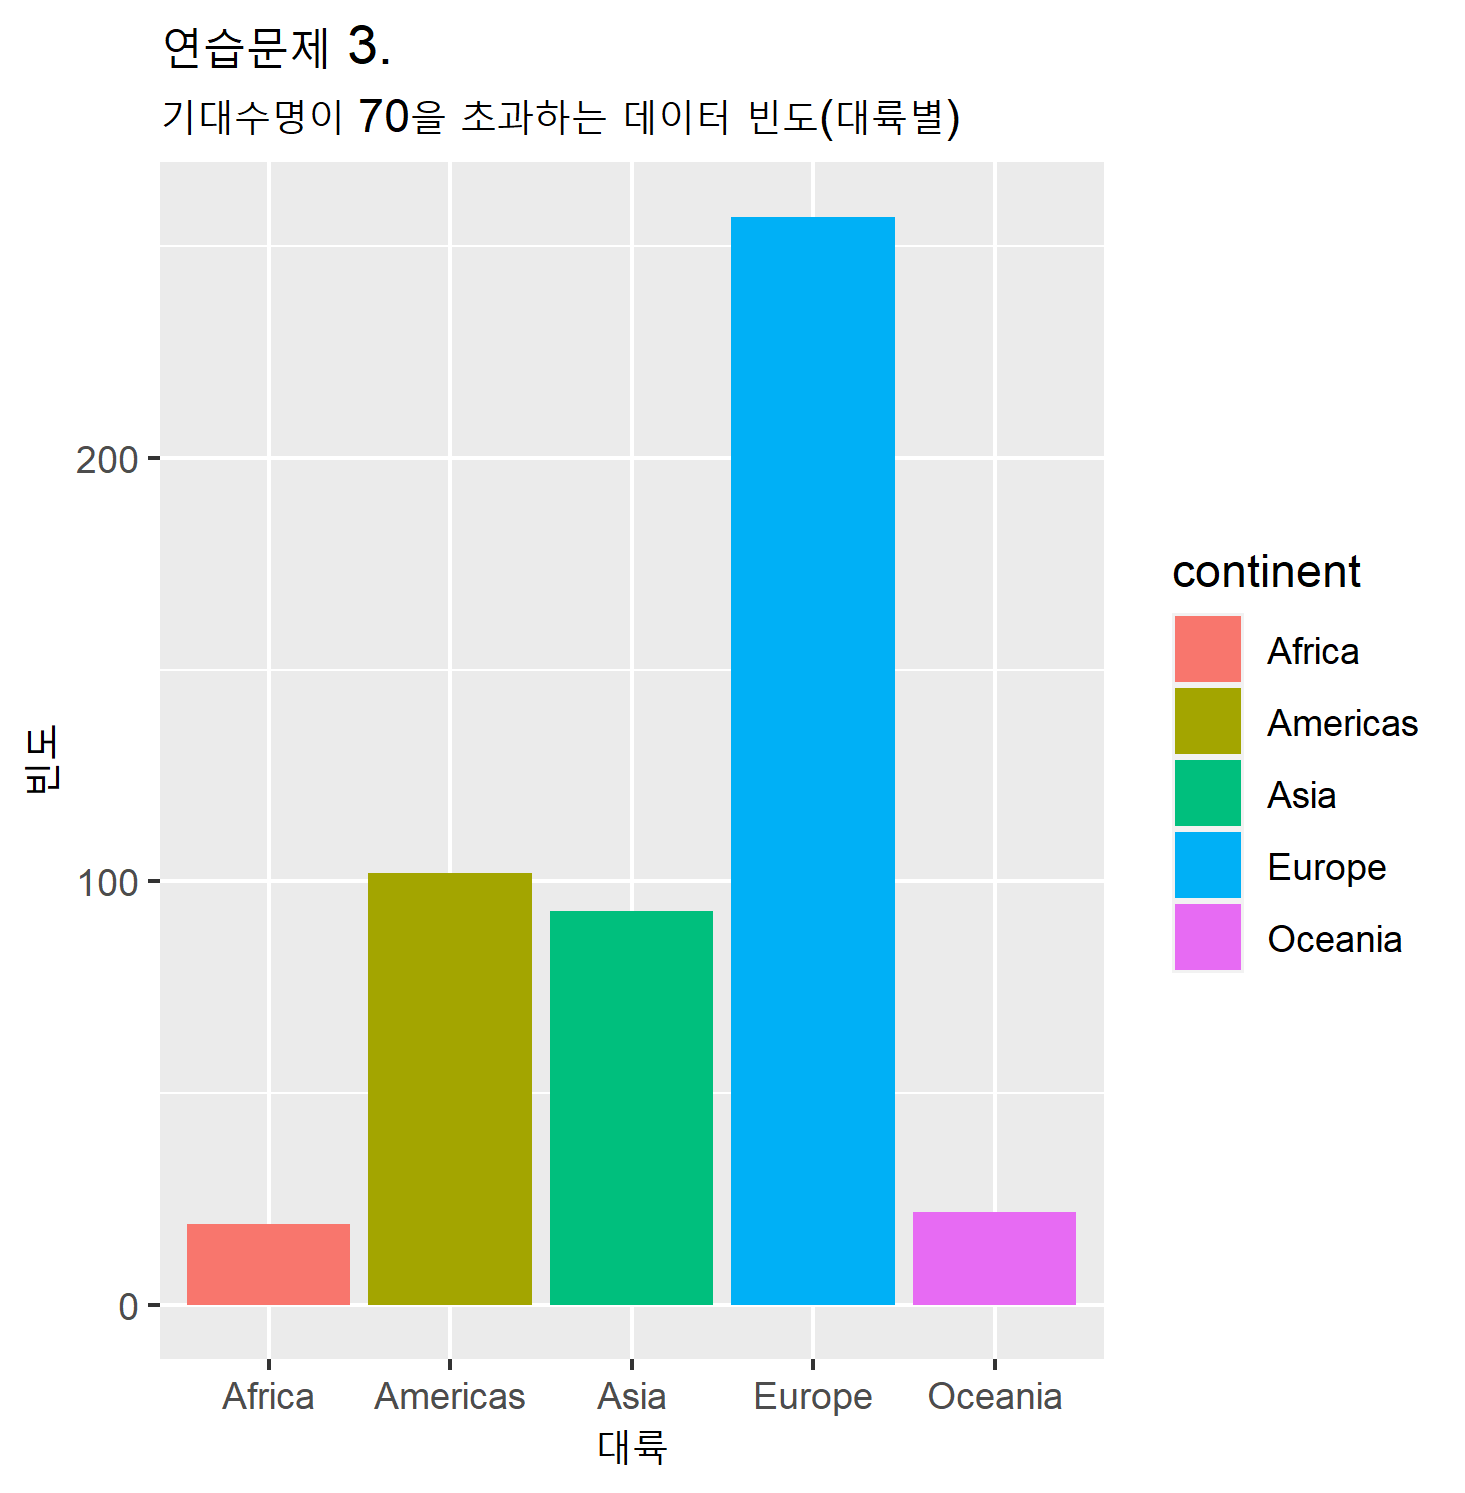 연습문제 3.
기대수명이 70을 초과하는 데이터 빈도(대륙별)
200
100
0
빈도
Africa Americas Asia Europe Oceania
대륙
continent
Africa
Americas
Asia
Europe
Oceania